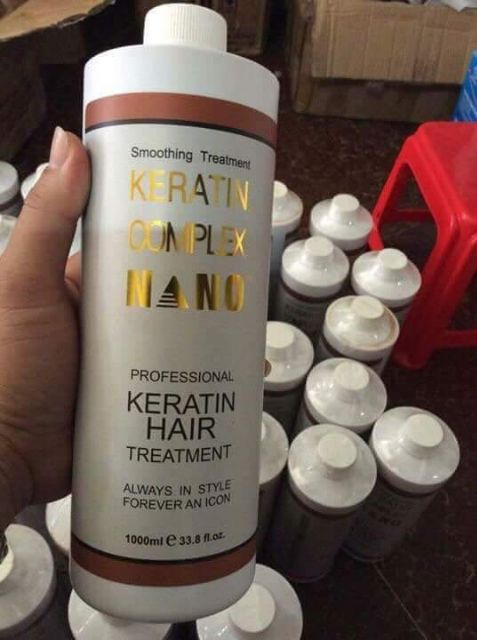 Smoothing Treatment
KERATIN
COMPLEX
NANO
PROFESSIONAL
KERATIN
HAIR
TREATMENT
ALWAYS IN STYLE
FOREVER AN ICON
1000ml ℮ 33.8 fl.oz.
NANO